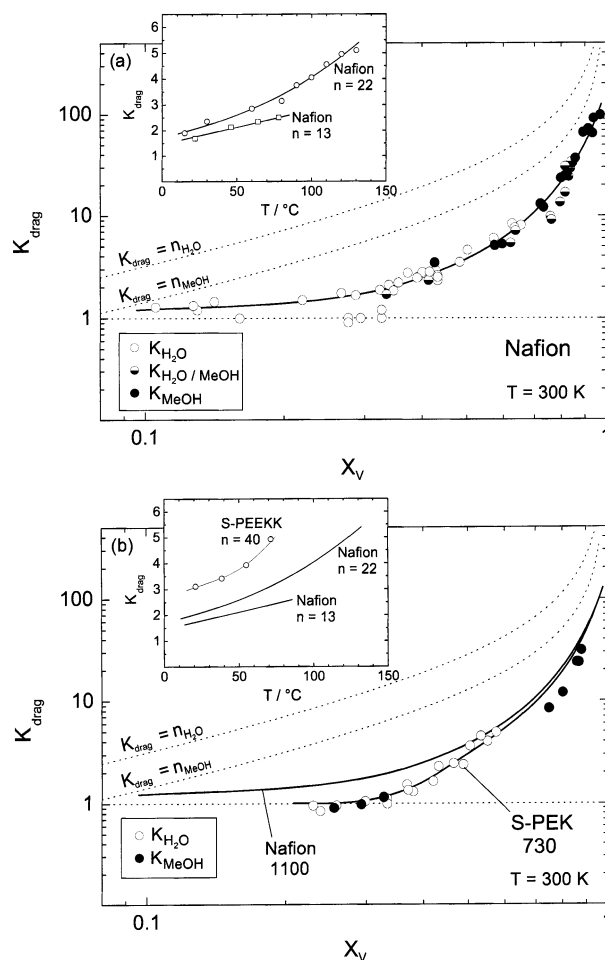 (a)
6
5
4
3
2
1
K_drag
Nafion
n = 22
Nafion
n = 13
0
50
100
150
T / °C
100
10
1
K_drag
K_drag = n_H₂O
K_drag = n_MeOH
K_H₂O
K_H₂O / MeOH
K_MeOH
Nafion
T = 300 K
0.1
1
X_V
(b)
6
5
4
3
2
1
K_drag
S-PEEKK
n = 40
Nafion
n = 22
Nafion
n = 13
0
50
100
150
T / °C
100
10
1
K_drag
K_drag = n_H₂O
K_drag = n_MeOH
K_H₂O
K_MeOH
Nafion
1100
S-PEK
730
T = 300 K
0.1
1
X_V